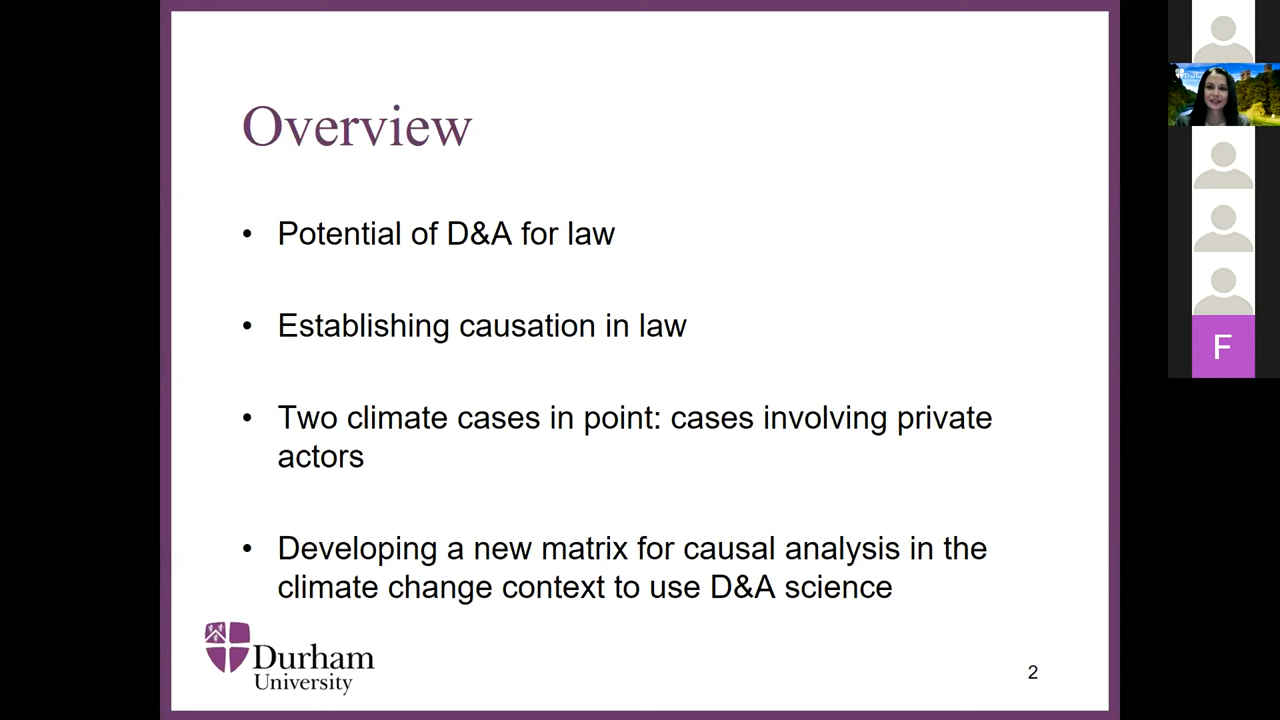 Overview
• Potential of D&A for law
• Establishing causation in law
• Two climate cases in point: cases involving private
actors
• Developing a new matrix for causal analysis in the
climate change context to use D&A science
Durham
University
2
F